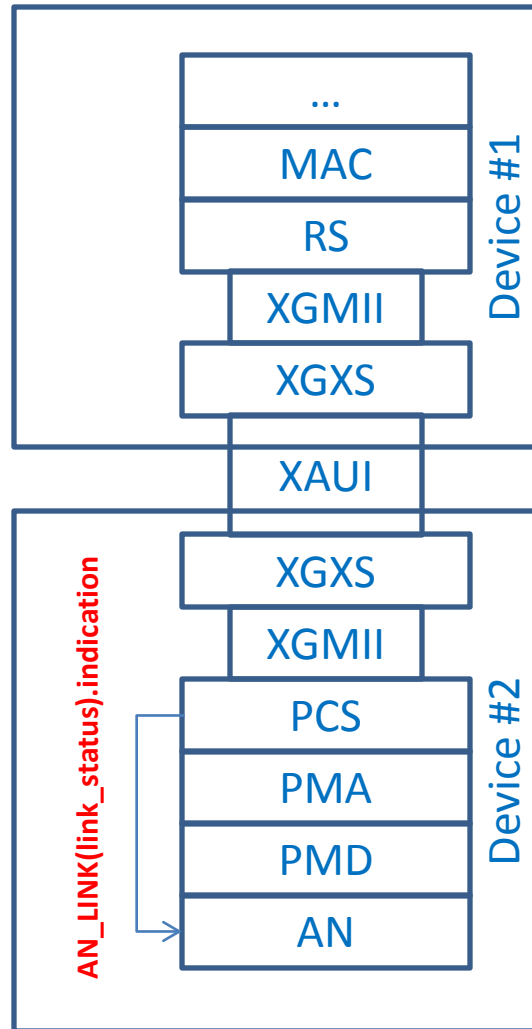 ...
MAC
RS
XGMII
XGXS
Device #1
XAUI
XGXS
XGMII
PCS
PMA
PMD
AN
Device #2
AN_LINK(link_status).indication